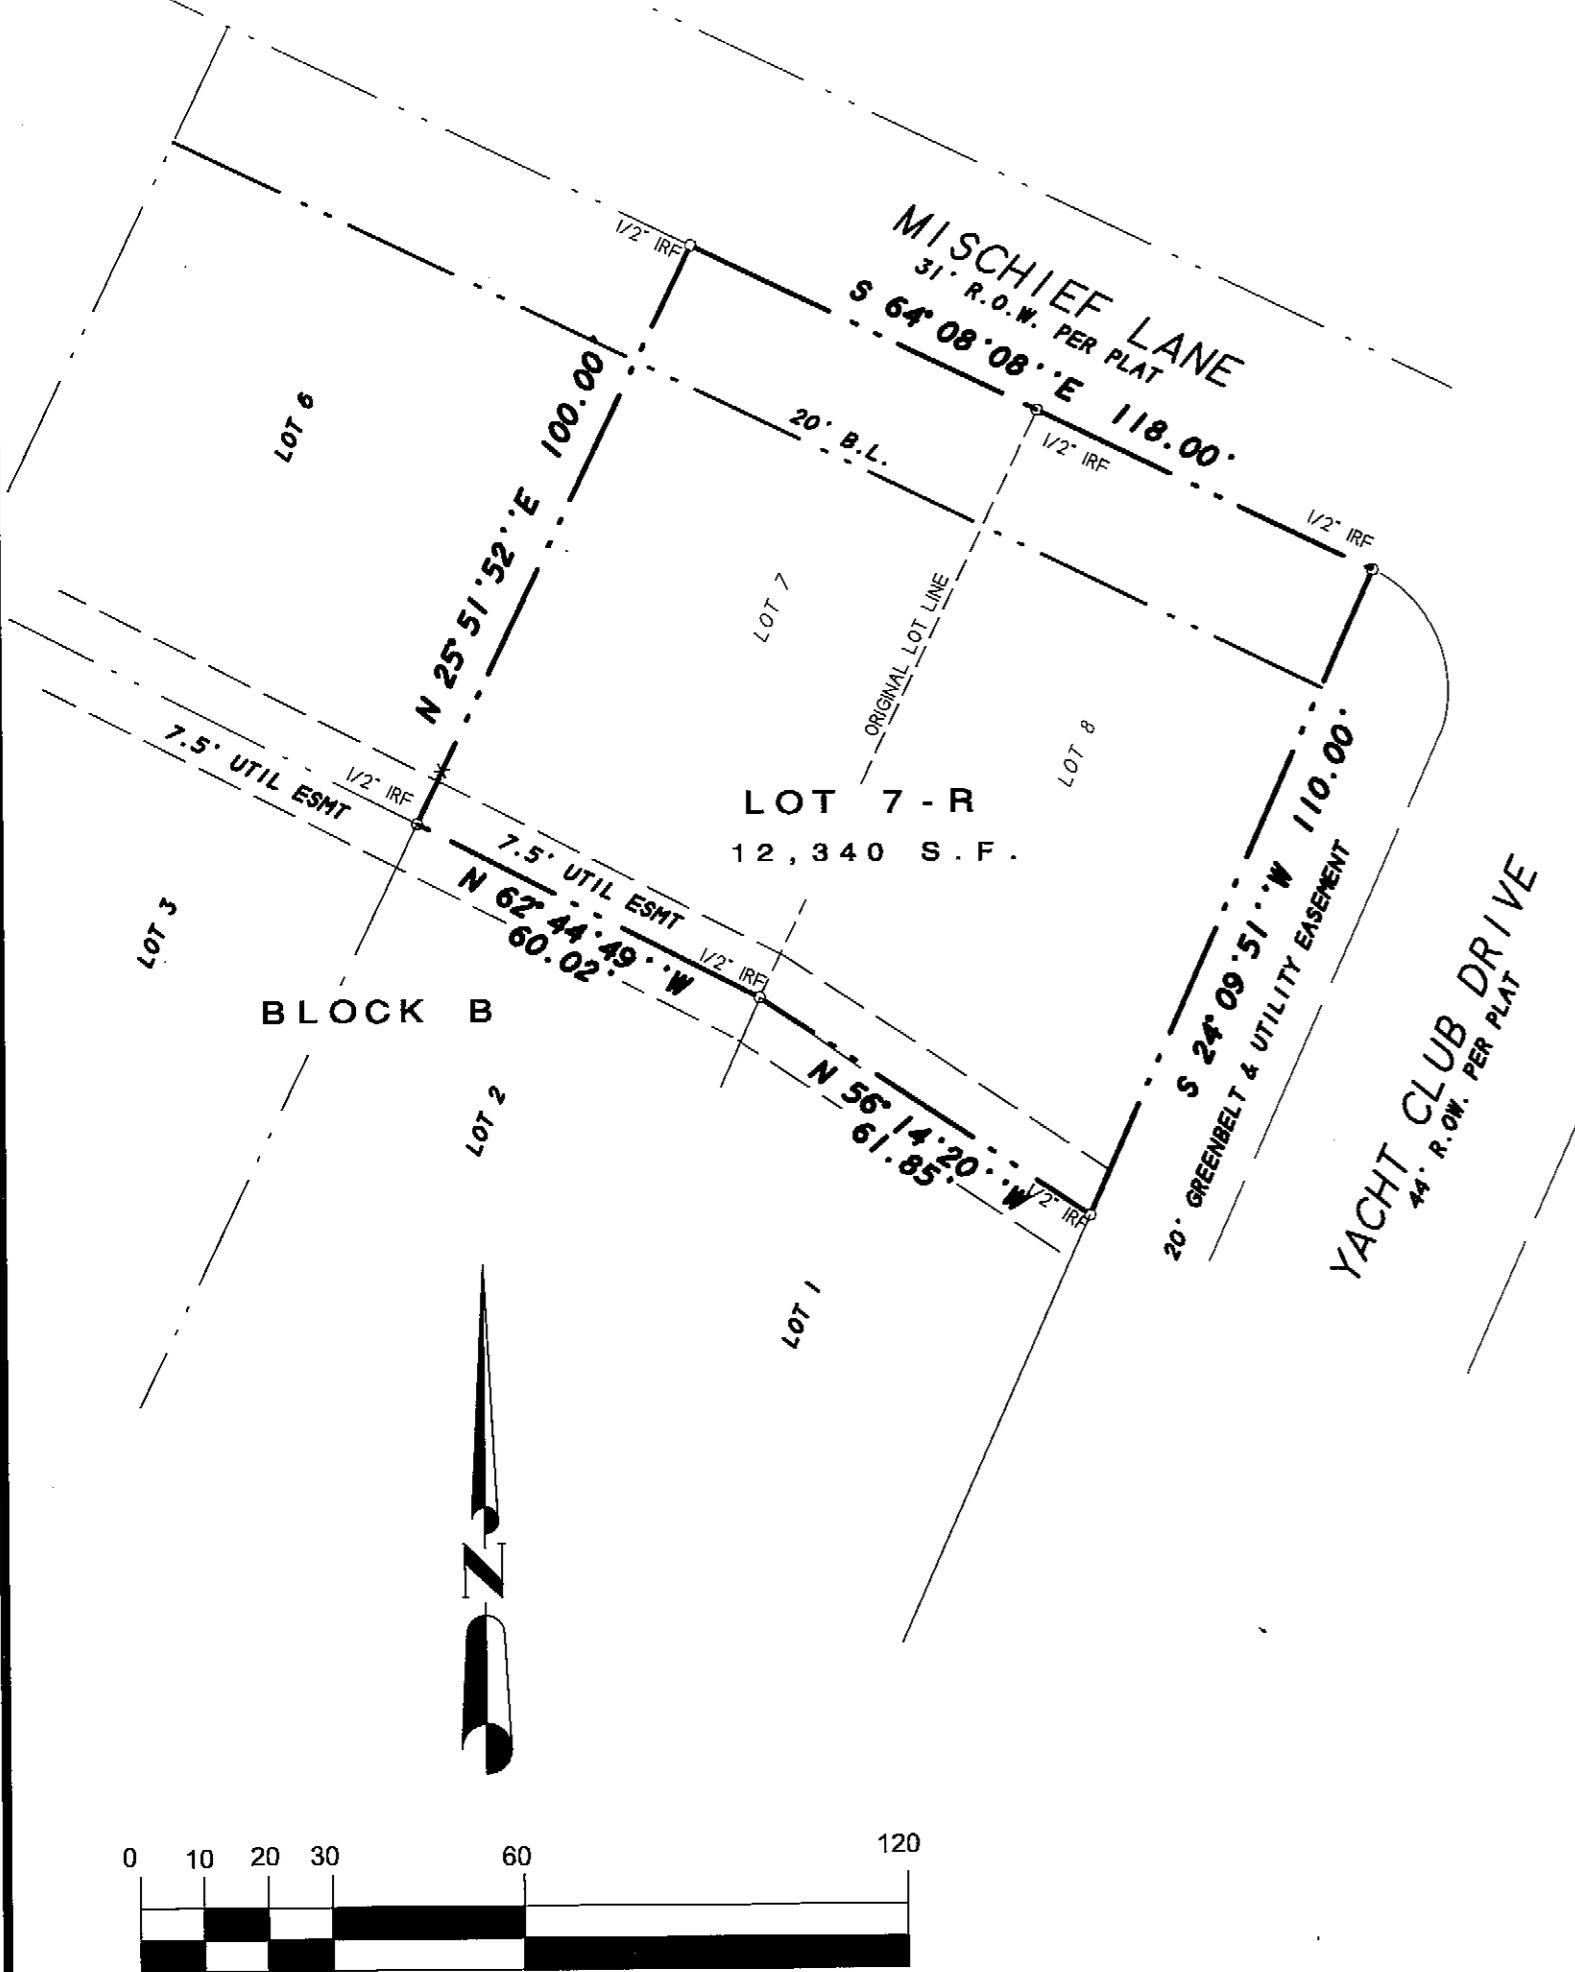 MISCHIEF LANE
31' R.O.W. PER PLAT
S 64°08'08''E 118.00'
1/2" IRF
1/2" IRF
1/2" IRF
20' B.L.
LOT 6
N 25°51'52''E 100.00'
LOT 7
ORIGINAL LOT LINE
LOT 8
S 24°09'51''W 110.00'
20' GREENBELT & UTILITY EASEMENT
YACHT CLUB DRIVE
44' R.OW. PER PLAT
7.5' UTIL ESMT
1/2" IRF
LOT 7-R
12,340 S.F.
7.5' UTIL ESMT
N 62°44'49''W
60.02'
1/2" IRF
N 56°14'20''W
61.85'
1/2" IRF
LOT 3
BLOCK B
LOT 2
LOT 1
N
0 10 20 30 60 120